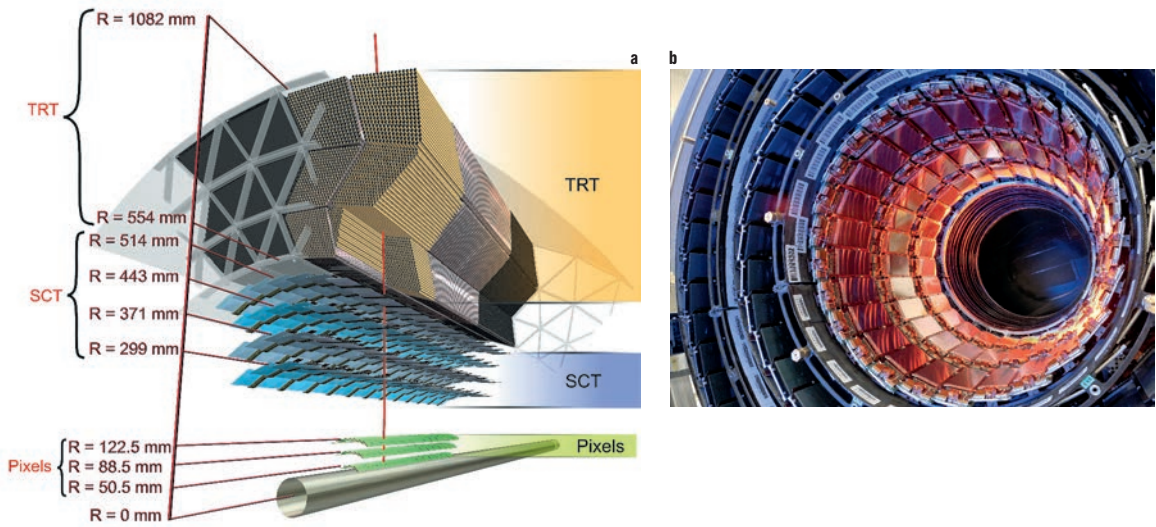 R = 1082 mm
TRT
R = 554 mm
R = 514 mm
R = 443 mm
SCT
R = 371 mm
R = 299 mm
Pixels
R = 122.5 mm
R = 88.5 mm
R = 50.5 mm
R = 0 mm
TRT
SCT
Pixels
a
b